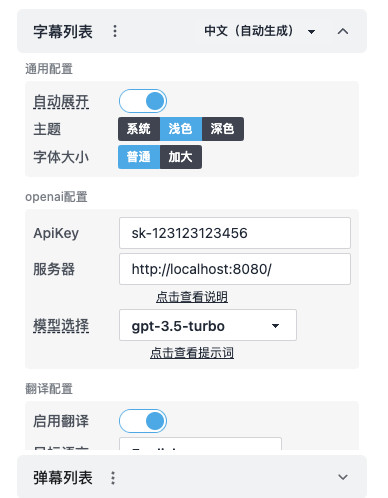 字幕列表 中文（自动生成）
通用配置
自动展开
主题 系统 浅色 深色
字体大小 普通 加大
openai配置
ApiKey sk-123123123456
服务器 http://localhost:8080/
点击查看说明
模型选择 gpt-3.5-turbo
点击查看提示词
翻译配置
启用翻译
弹幕列表